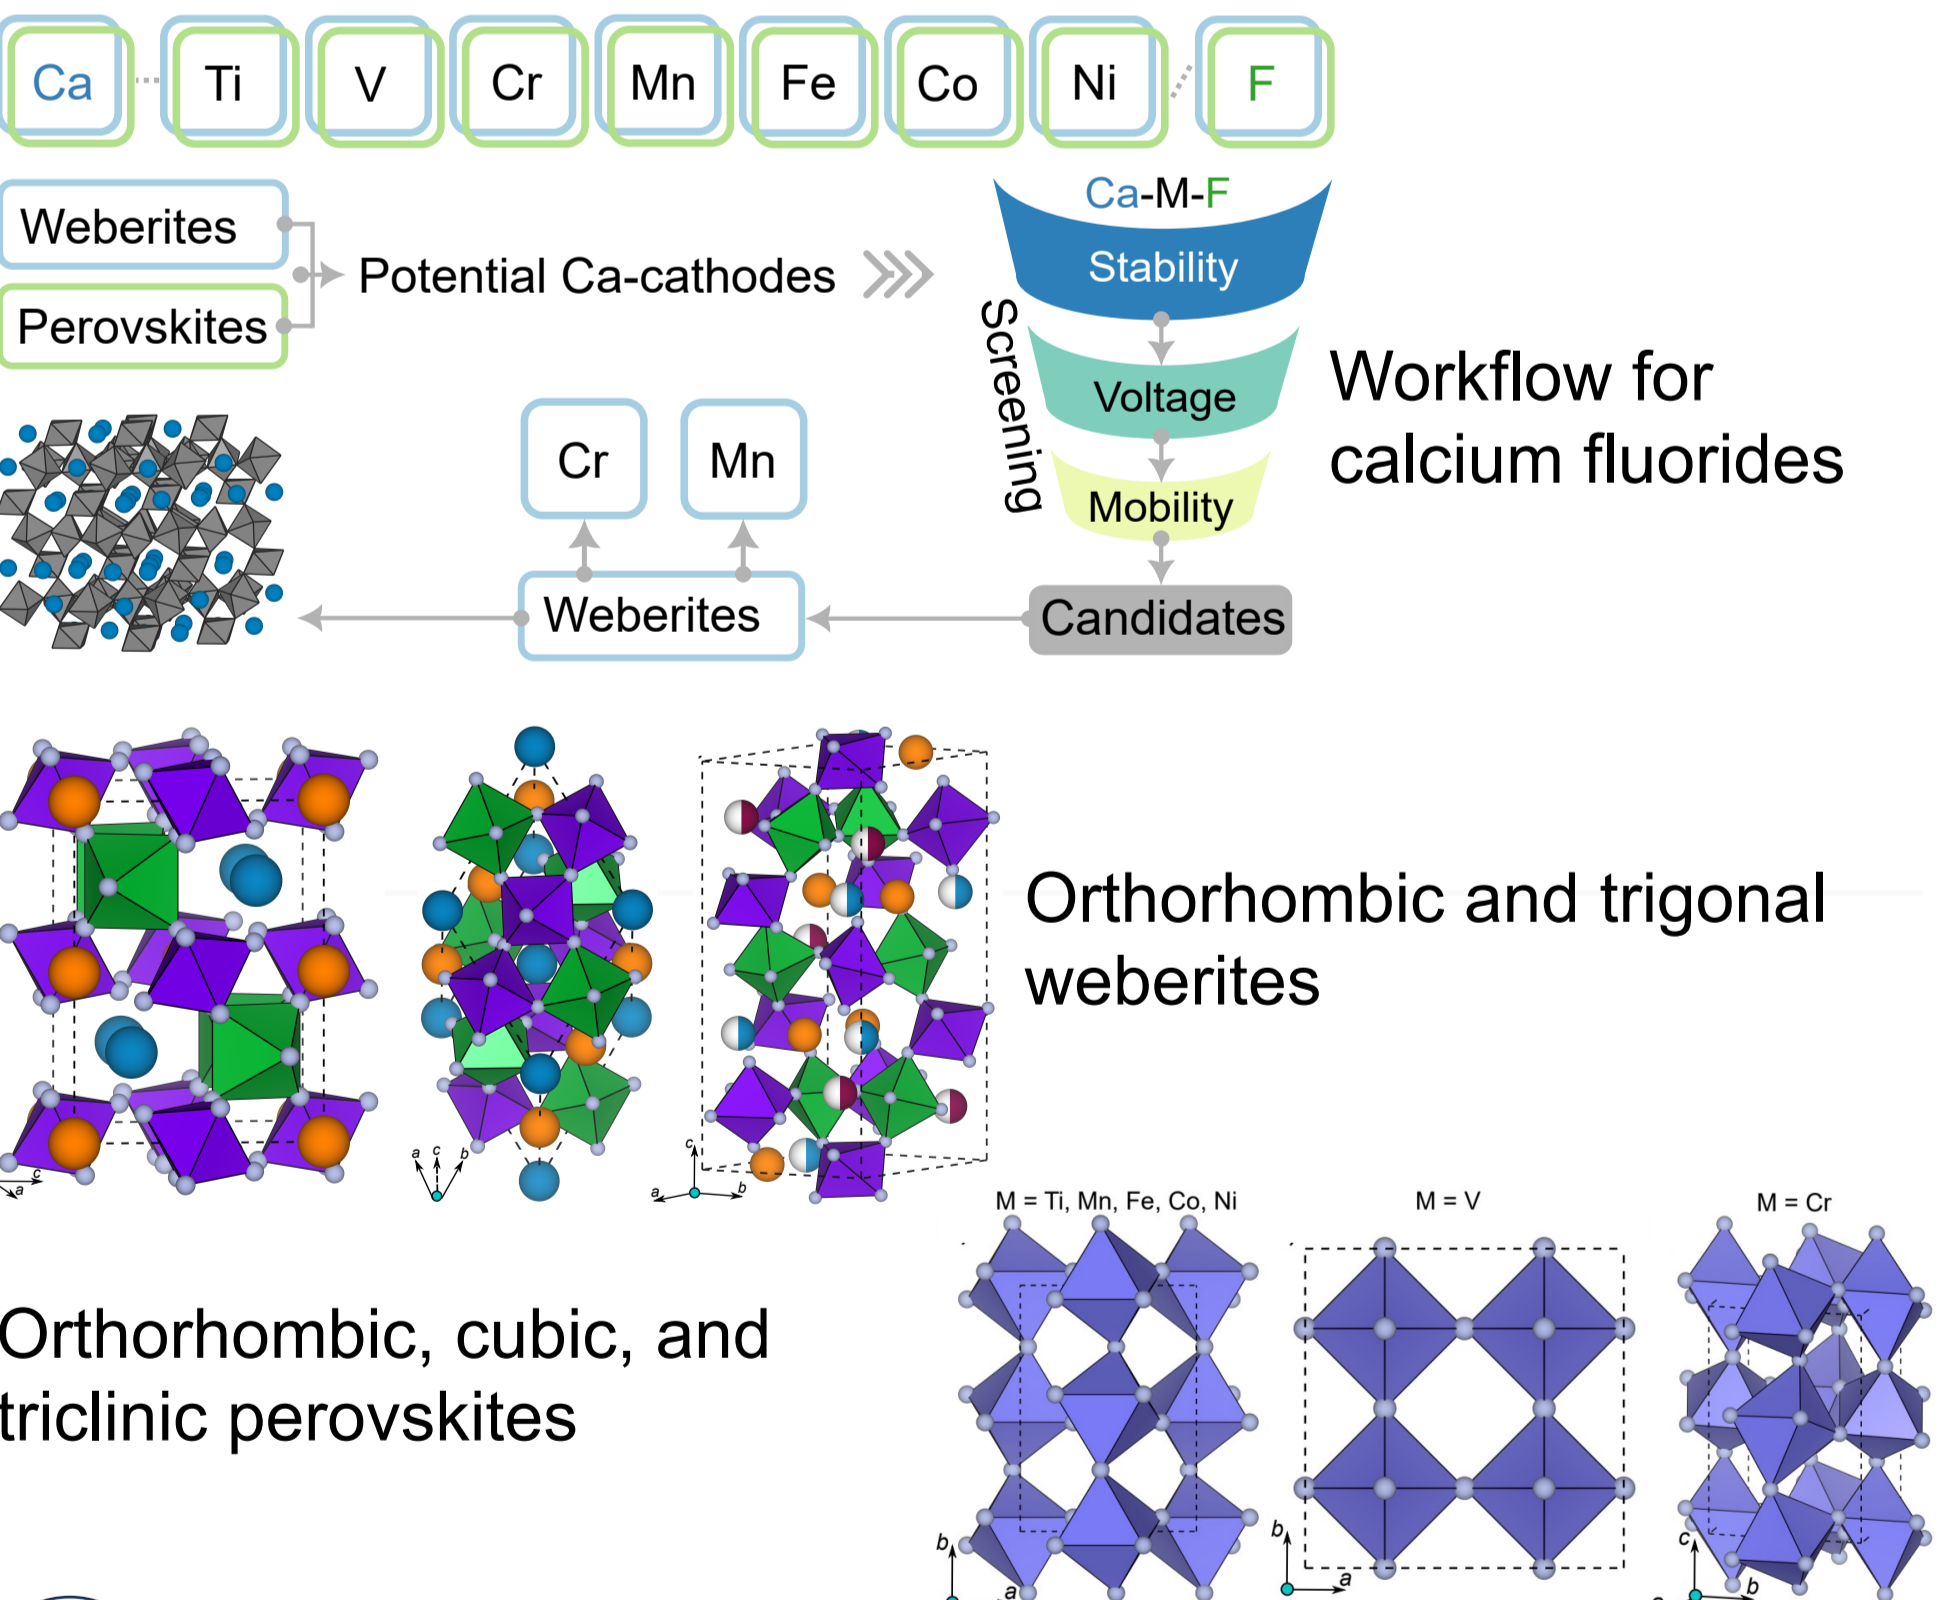 Ca Ti V Cr Mn Fe Co Ni F
Weberites
Perovskites
Potential Ca-cathodes
Ca-M-F
Stability
Voltage
Mobility
Screening
Candidates
Workflow for
calcium fluorides
Cr Mn
Weberites
Orthorhombic and trigonal
weberites
c
a
a c b
c
a b
Orthorhombic, cubic, and
triclinic perovskites
M = Ti, Mn, Fe, Co, Ni
M = V
M = Cr
b
a
b
a
c
b